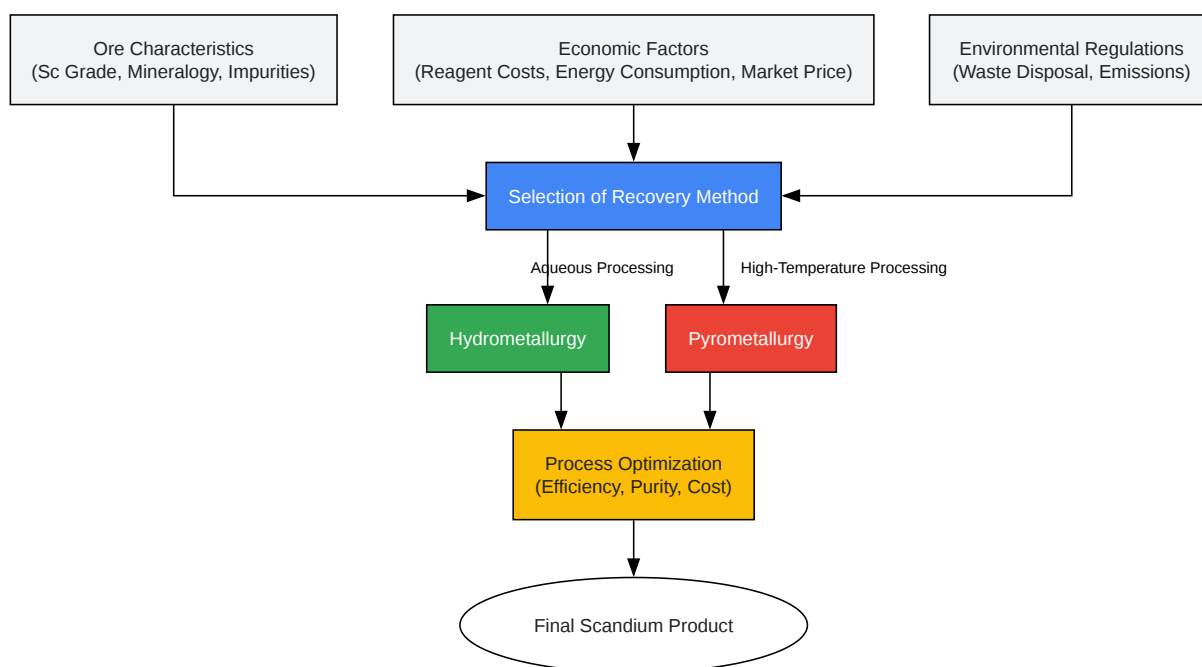 Ore Characteristics
(Sc Grade, Mineralogy, Impurities)
Economic Factors
(Reagent Costs, Energy Consumption, Market Price)
Environmental Regulations
(Waste Disposal, Emissions)
Selection of Recovery Method
Aqueous Processing
High-Temperature Processing
Hydrometallurgy
Pyrometallurgy
Process Optimization
(Efficiency, Purity, Cost)
Final Scandium Product